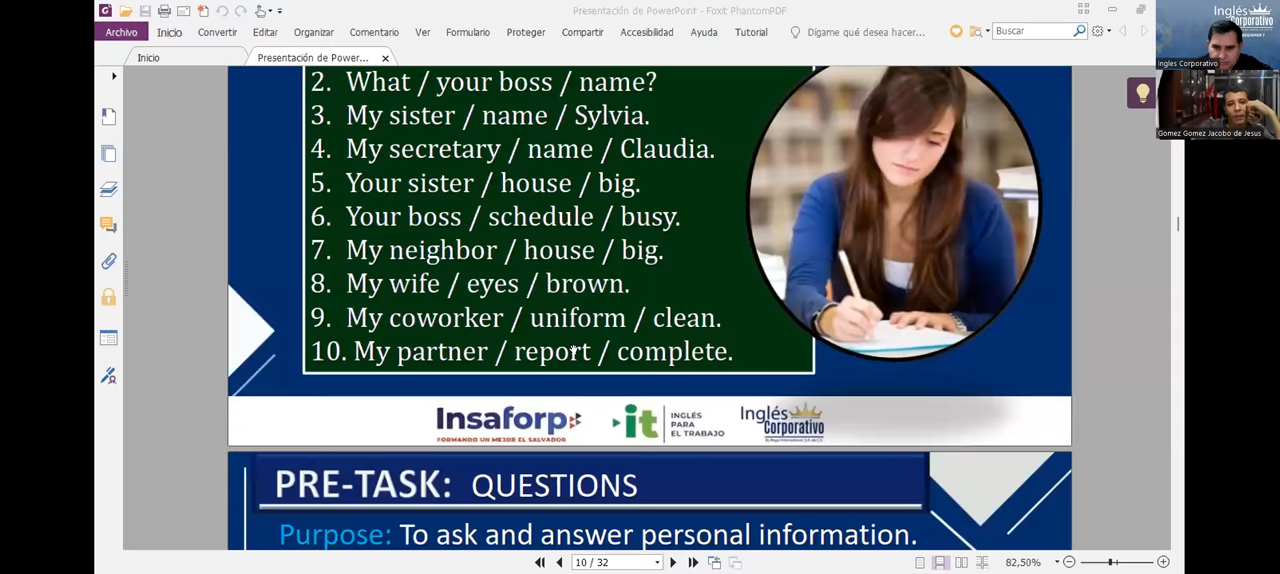 Presentación de PowerPoint - Foxit PhantomPDF
Archivo Inicio Convertir Editar Organizar Comentario Ver Formulario Proteger Compartir Accesibilidad Ayuda Tutorial Dígame qué desea hacer... Buscar
Inicio Presentación de Power... ×
Inglés
Corporativo
Ingles Corporativo
Gomez Gomez Jacobo de Jesus
2. What / your boss / name?
3. My sister / name / Sylvia.
4. My secretary / name / Claudia.
5. Your sister / house / big.
6. Your boss / schedule / busy.
7. My neighbor / house / big.
8. My wife / eyes / brown.
9. My coworker / uniform / clean.
10. My partner / report / complete.
Insaforp
FORMANDO UN MEJOR EL SALVADOR
it INGLÉS
PARA
EL TRABAJO
Inglés
Corporativo
PRE-TASK: QUESTIONS
Purpose: To ask and answer personal information.
10 / 32
82,50%